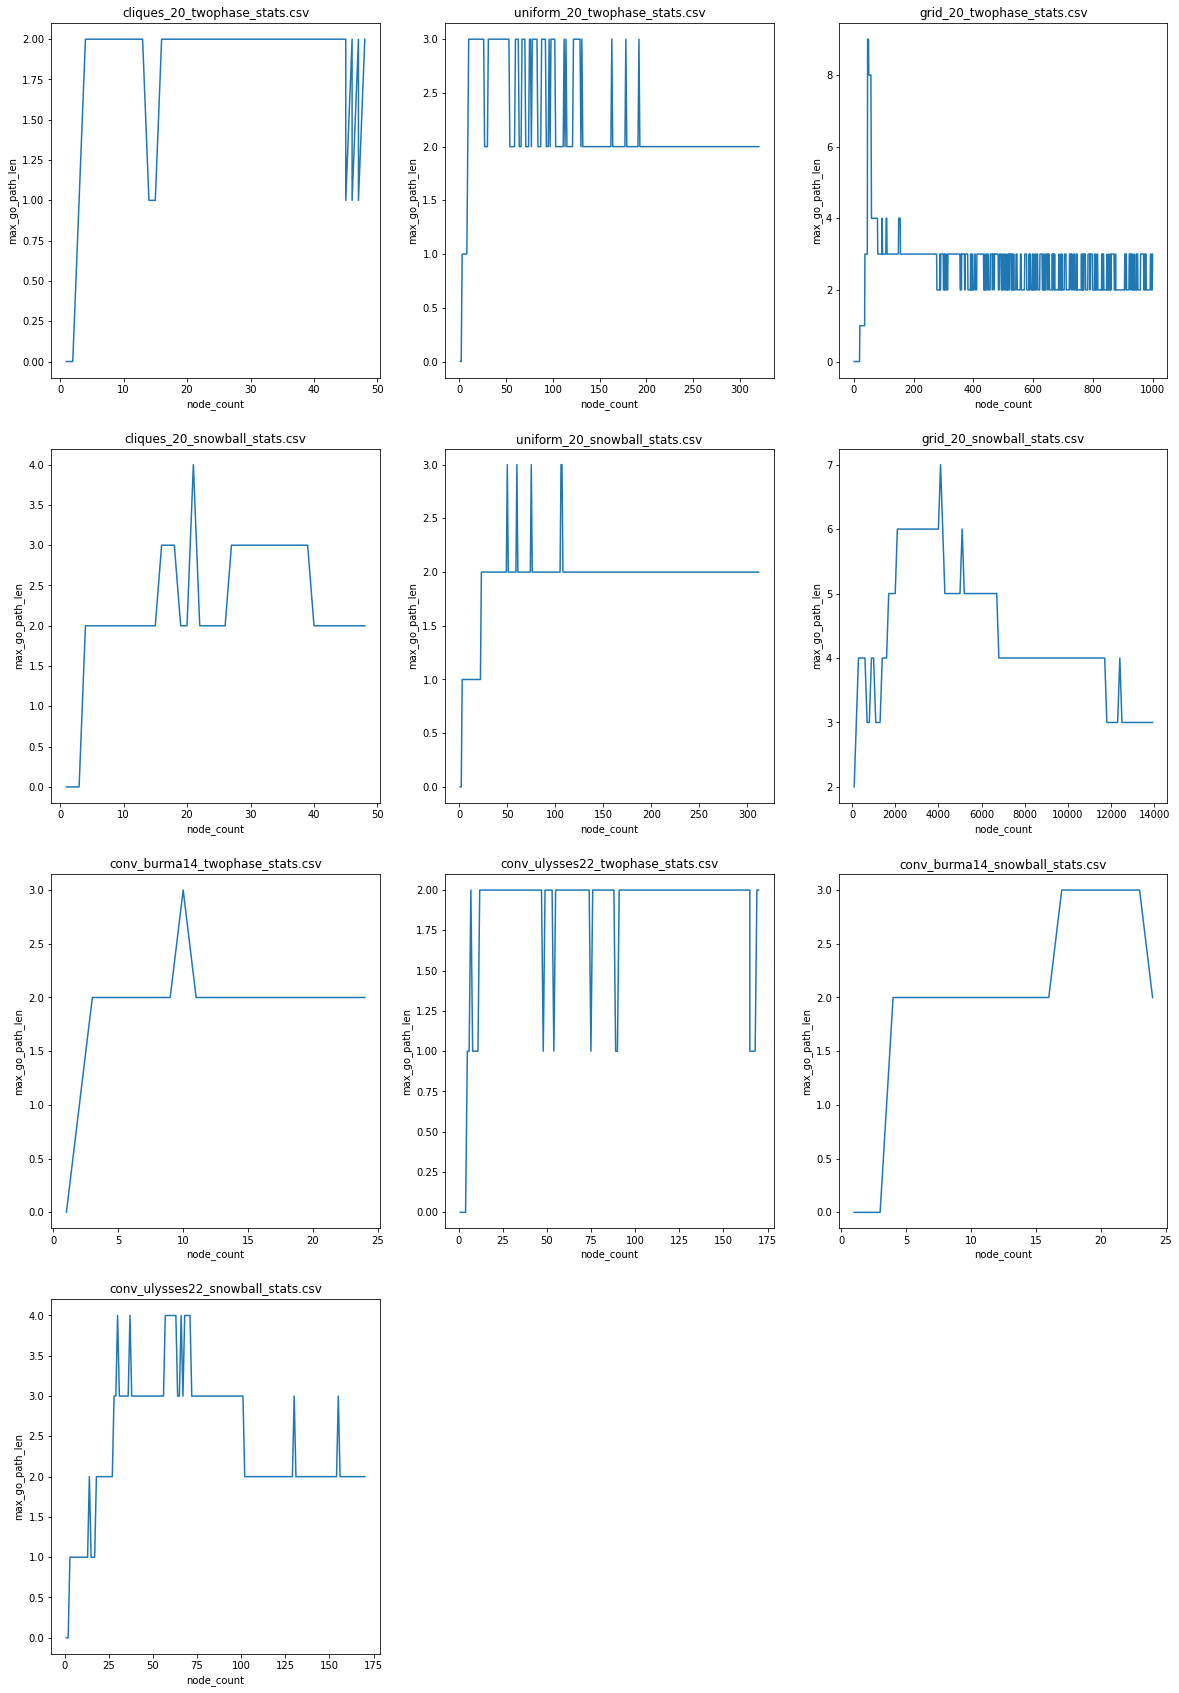 cliques_20_twophase_stats.csv
2.00
1.75
1.50
1.25
1.00
0.75
0.50
0.25
0.00
max_go_path_len
0 10 20 30 40 50
node_count
uniform_20_twophase_stats.csv
3.0
2.5
2.0
1.5
1.0
0.5
0.0
max_go_path_len
0 50 100 150 200 250 300
node_count
grid_20_twophase_stats.csv
8
6
4
2
0
max_go_path_len
0 200 400 600 800 1000
node_count
cliques_20_snowball_stats.csv
4.0
3.5
3.0
2.5
2.0
1.5
1.0
0.5
0.0
max_go_path_len
0 10 20 30 40 50
node_count
uniform_20_snowball_stats.csv
3.0
2.5
2.0
1.5
1.0
0.5
0.0
max_go_path_len
0 50 100 150 200 250 300
node_count
grid_20_snowball_stats.csv
7
6
5
4
3
2
max_go_path_len
0 2000 4000 6000 8000 10000 12000 14000
node_count
conv_burma14_twophase_stats.csv
3.0
2.5
2.0
1.5
1.0
0.5
0.0
max_go_path_len
0 5 10 15 20 25
node_count
conv_ulysses22_twophase_stats.csv
2.00
1.75
1.50
1.25
1.00
0.75
0.50
0.25
0.00
max_go_path_len
0 25 50 75 100 125 150 175
node_count
conv_burma14_snowball_stats.csv
3.0
2.5
2.0
1.5
1.0
0.5
0.0
max_go_path_len
0 5 10 15 20 25
node_count
conv_ulysses22_snowball_stats.csv
4.0
3.5
3.0
2.5
2.0
1.5
1.0
0.5
0.0
max_go_path_len
0 25 50 75 100 125 150 175
node_count